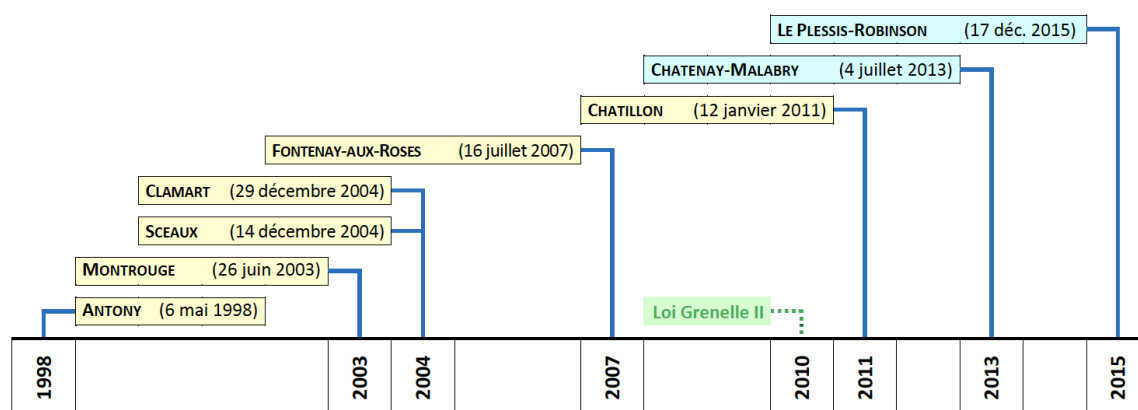 LE PLESSIS-ROBINSON (17 déc. 2015)
CHATENAY-MALABRY (4 juillet 2013)
CHATILLON (12 janvier 2011)
FONTENAY-AUX-ROSES (16 juillet 2007)
CLAMART (29 décembre 2004)
SCEAUX (14 décembre 2004)
MONTROUGE (26 juin 2003)
ANTONY (6 mai 1998)
Loi Grenelle II
1998
2003
2004
2007
2010
2011
2013
2015